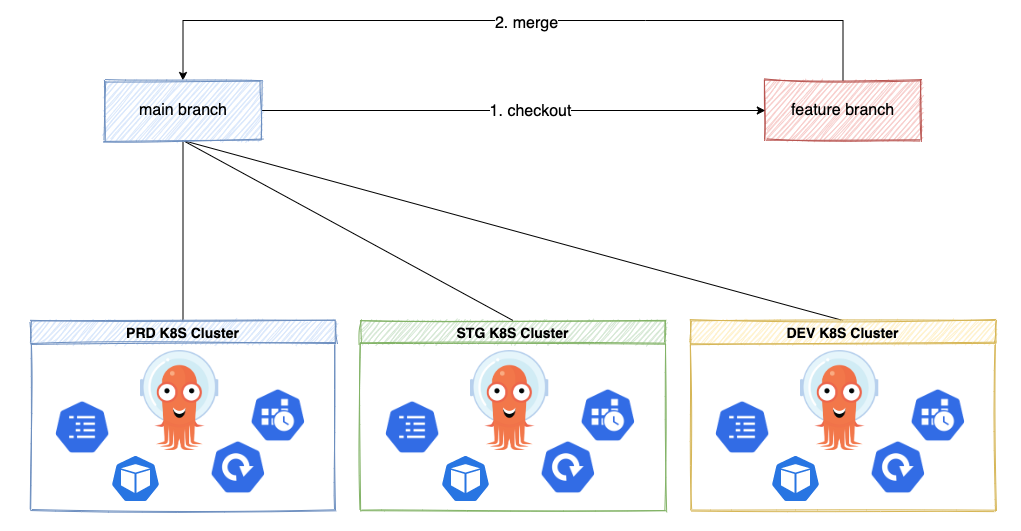 2. merge
main branch
1. checkout
feature branch
PRD K8S Cluster
STG K8S Cluster
DEV K8S Cluster